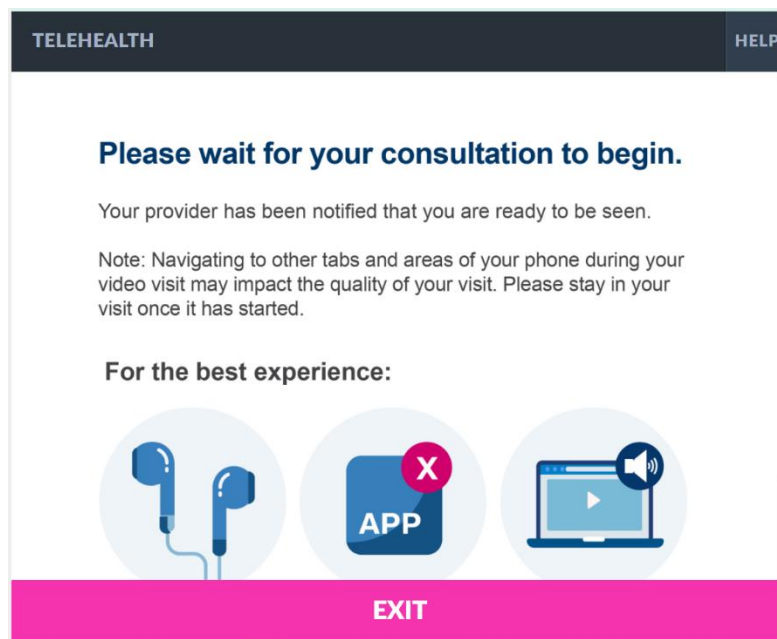 TELEHEALTH
HELP
Please wait for your consultation to begin.
Your provider has been notified that you are ready to be seen.
Note: Navigating to other tabs and areas of your phone during your
video visit may impact the quality of your visit. Please stay in your
visit once it has started.
For the best experience:
X
APP
EXIT